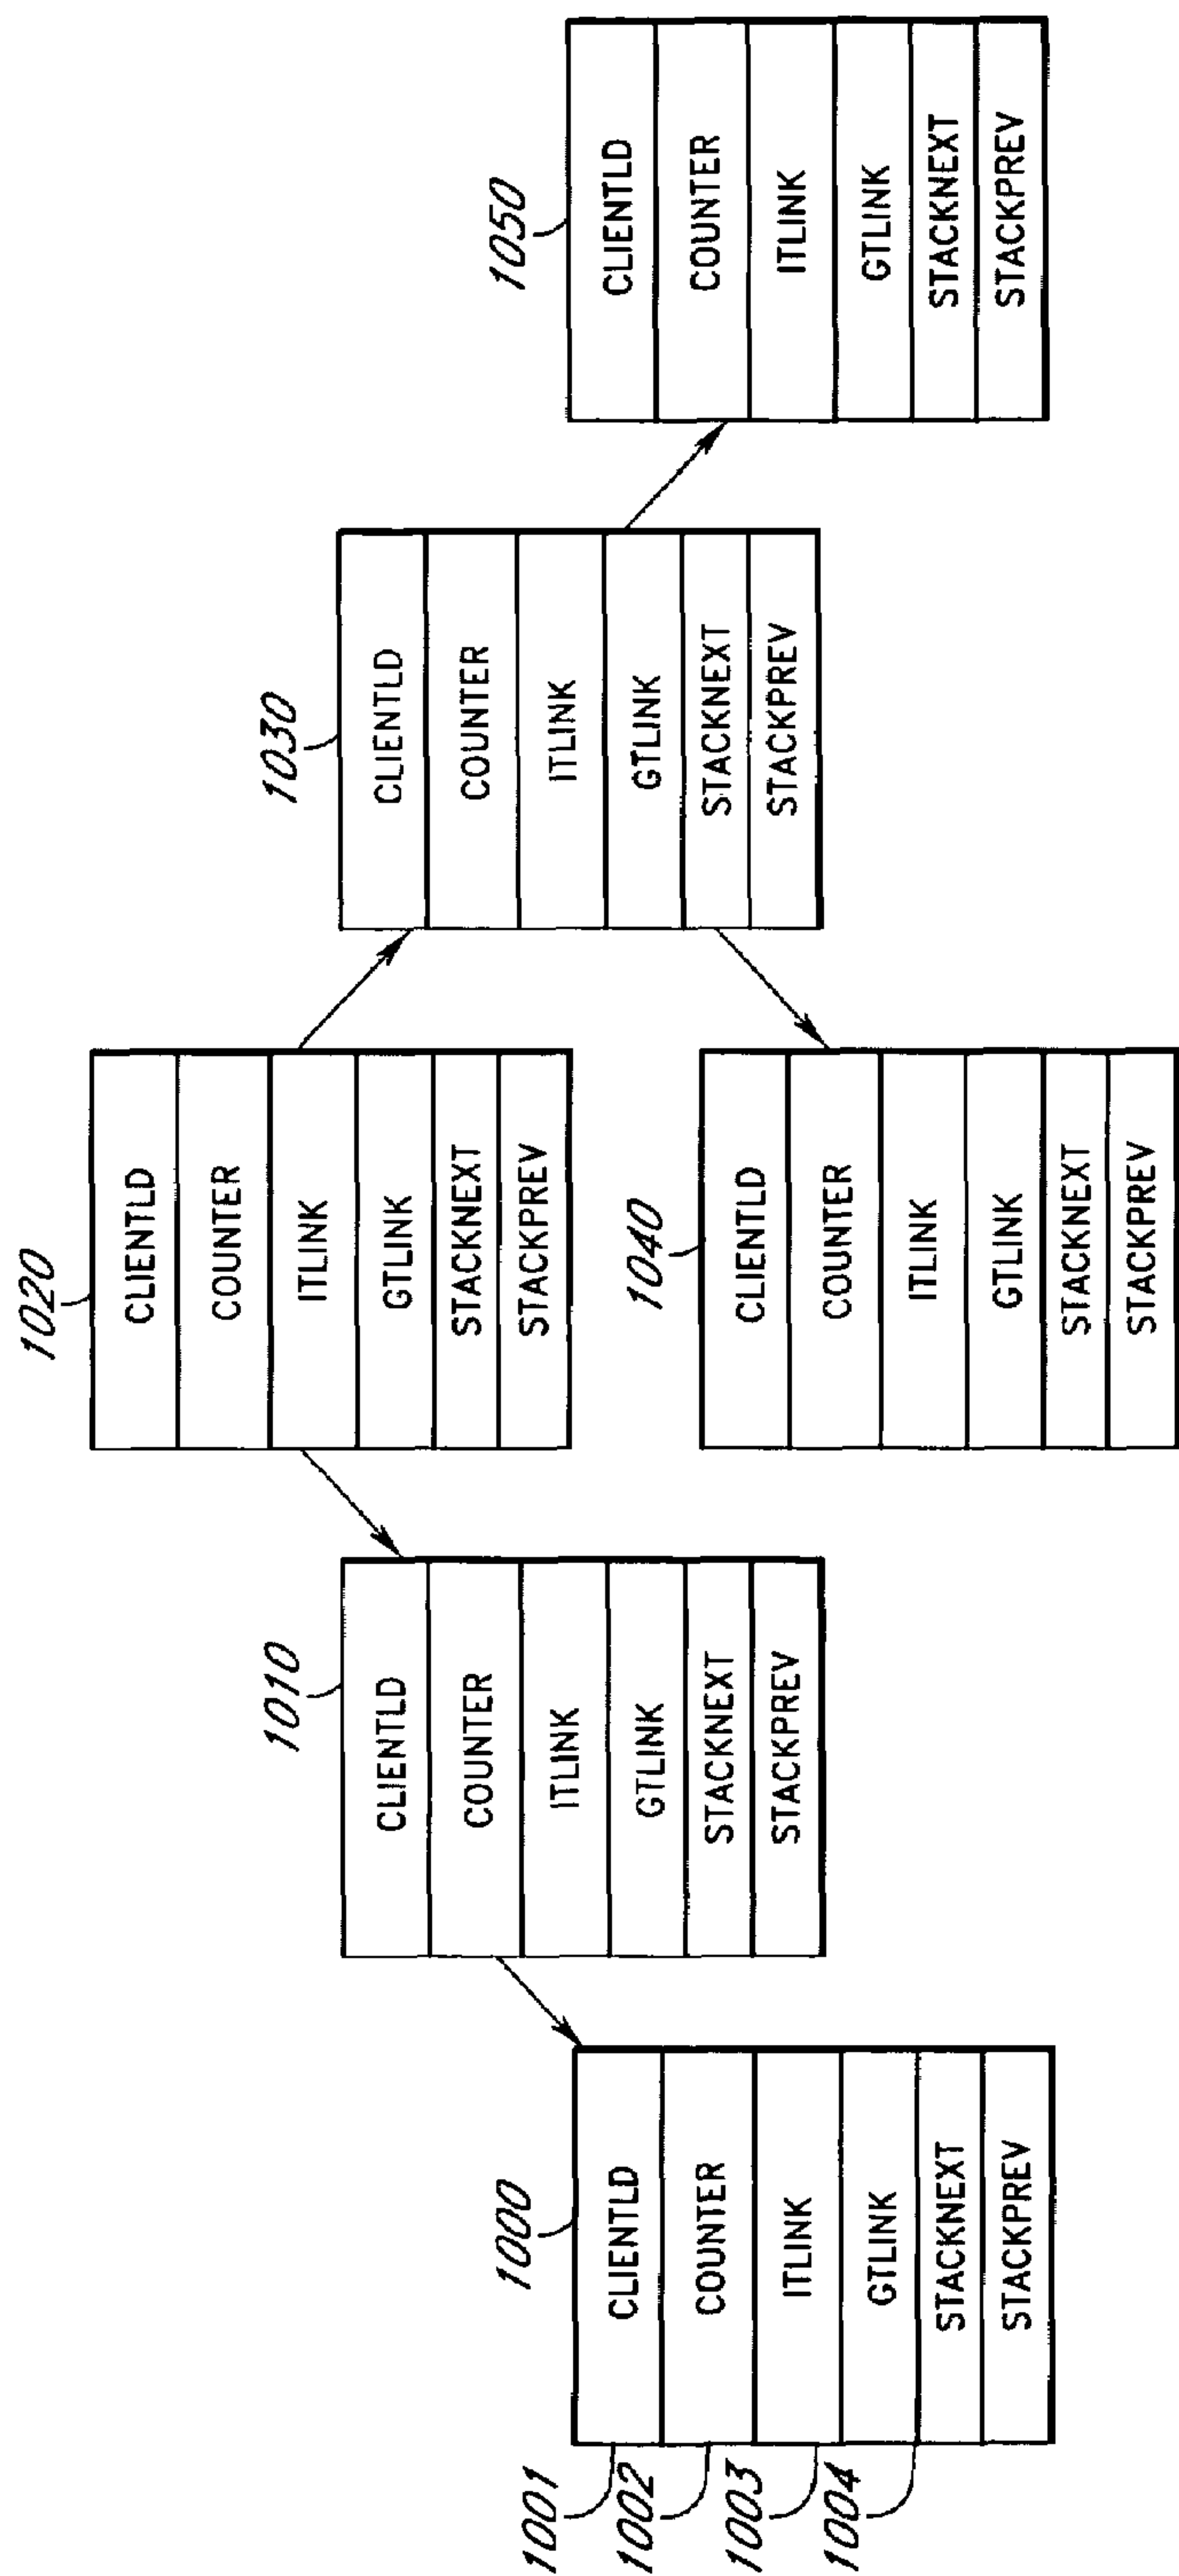 1020
CLIENTLD
COUNTER
ITLINK
GTLINK
STACKNEXT
STACKPREV
1010
CLIENTLD
COUNTER
ITLINK
GTLINK
STACKNEXT
STACKPREV
1030
CLIENTLD
COUNTER
ITLINK
GTLINK
STACKNEXT
STACKPREV
1000
1001
CLIENTLD
1002
COUNTER
1003
ITLINK
1004
GTLINK
STACKNEXT
STACKPREV
1040
CLIENTLD
COUNTER
ITLINK
GTLINK
STACKNEXT
STACKPREV
1050
CLIENTLD
COUNTER
ITLINK
GTLINK
STACKNEXT
STACKPREV